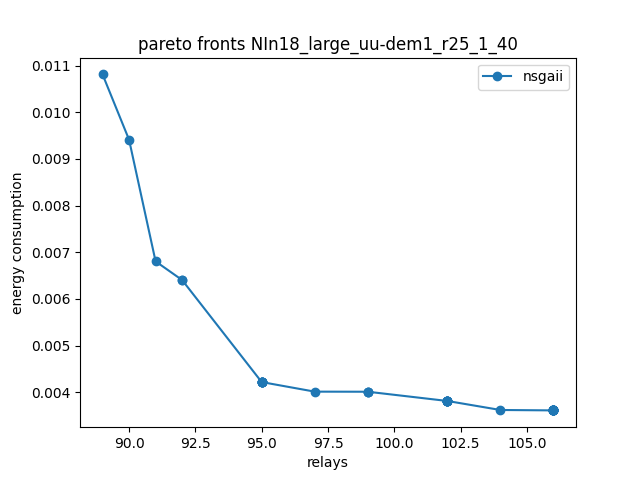 pareto fronts NIn18_large_uu-dem1_r25_1_40
nsgaii
0.011
0.010
0.009
0.008
0.007
0.006
0.005
0.004
energy consumption
90.0 92.5 95.0 97.5 100.0 102.5 105.0
relays